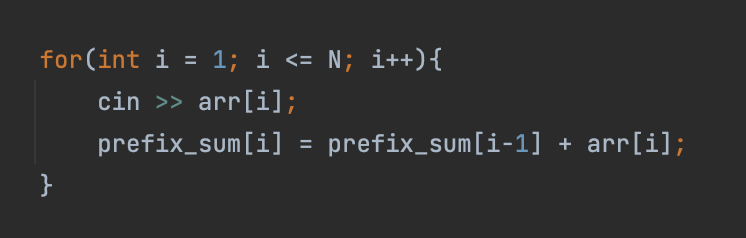 for(int i = 1; i <= N; i++){
    cin >> arr[i];
    prefix_sum[i] = prefix_sum[i-1] + arr[i];
}